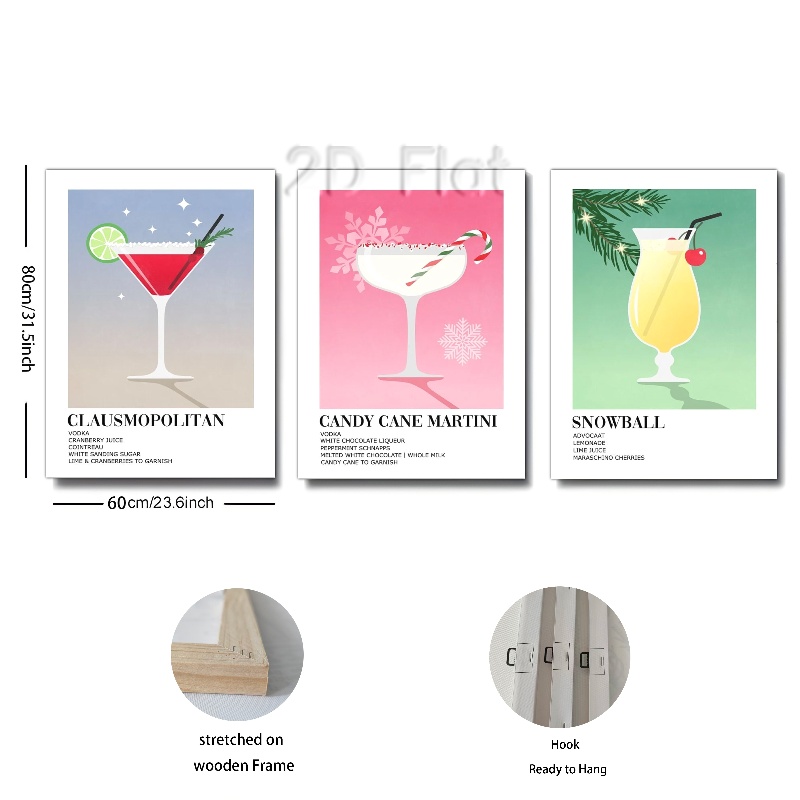 2D Flat
80cm/31.5inch
CLAUSMOPOLITAN
VODKA
CRANBERRY JUICE
COINTREAU
WHITE SANDING SUGAR
LIME & CRANBERRIES TO GARNISH
CANDY CANE MARTINI
VODKA
WHITE CHOCOLATE LIQUEUR
PEPPERMINT SCHNAPPS
MELTED WHITE CHOCOLATE | WHOLE MILK
CANDY CANE TO GARNISH
SNOWBALL
ADVOCAAT
LEMONADE
LIME JUICE
MARASCHINO CHERRIES
60cm/23.6inch
stretched on
wooden Frame
Hook
Ready to Hang